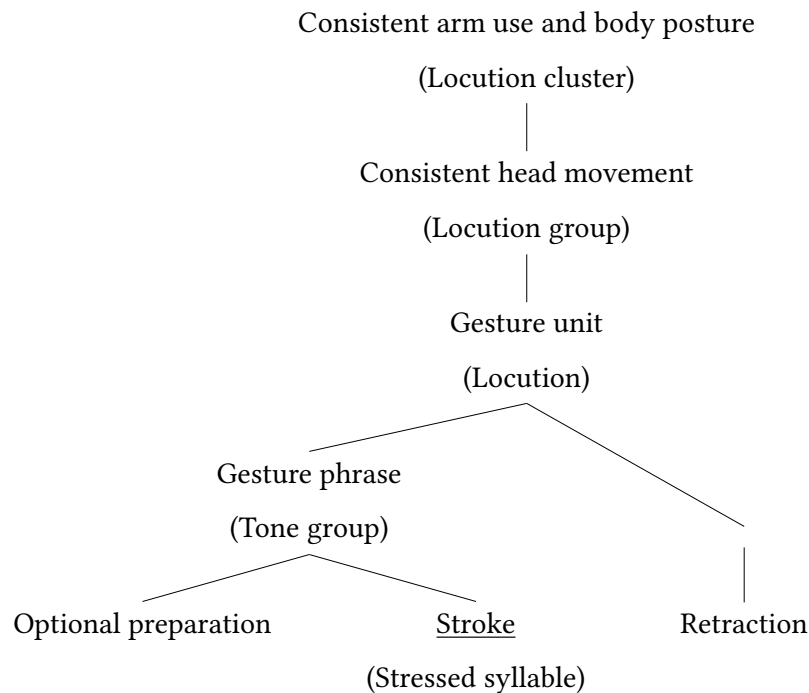 Consistent arm use and body posture
(Locution cluster)
Consistent head movement
(Locution group)
Gesture unit
(Locution)
Gesture phrase
(Tone group)
Optional preparation Stroke Retraction
(Stressed syllable)